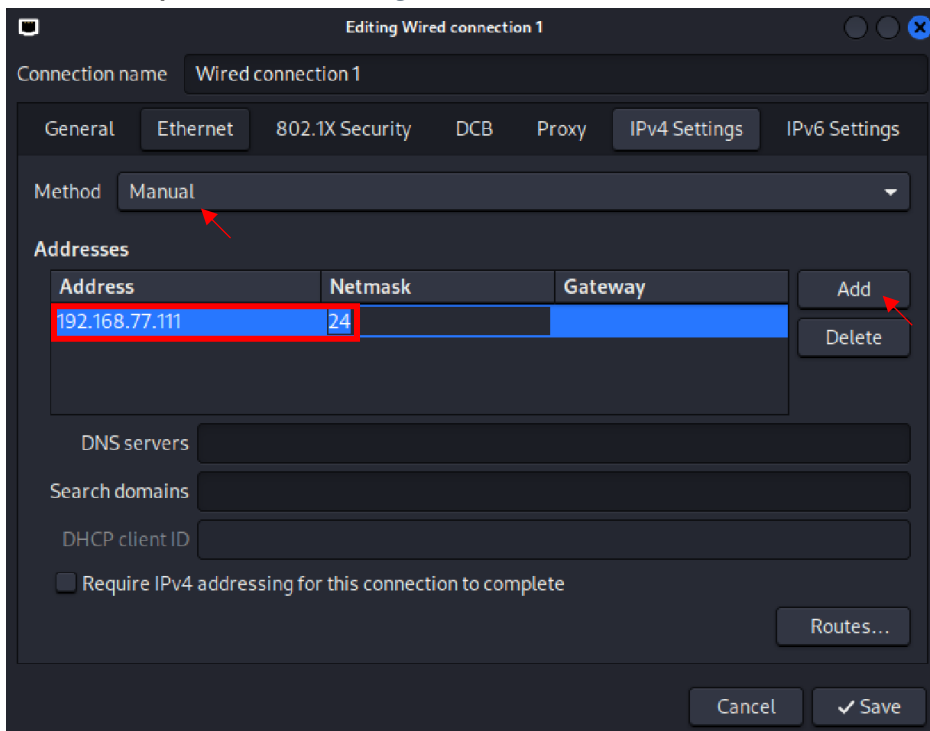 Editing Wired connection 1
Connection name Wired connection 1
General Ethernet 802.1X Security DCB Proxy IPv4 Settings IPv6 Settings
Method Manual
Addresses
Address Netmask Gateway Add
192.168.77.111 24
Delete
DNS servers
Search domains
DHCP client ID
Require IPv4 addressing for this connection to complete
Routes...
Cancel Save